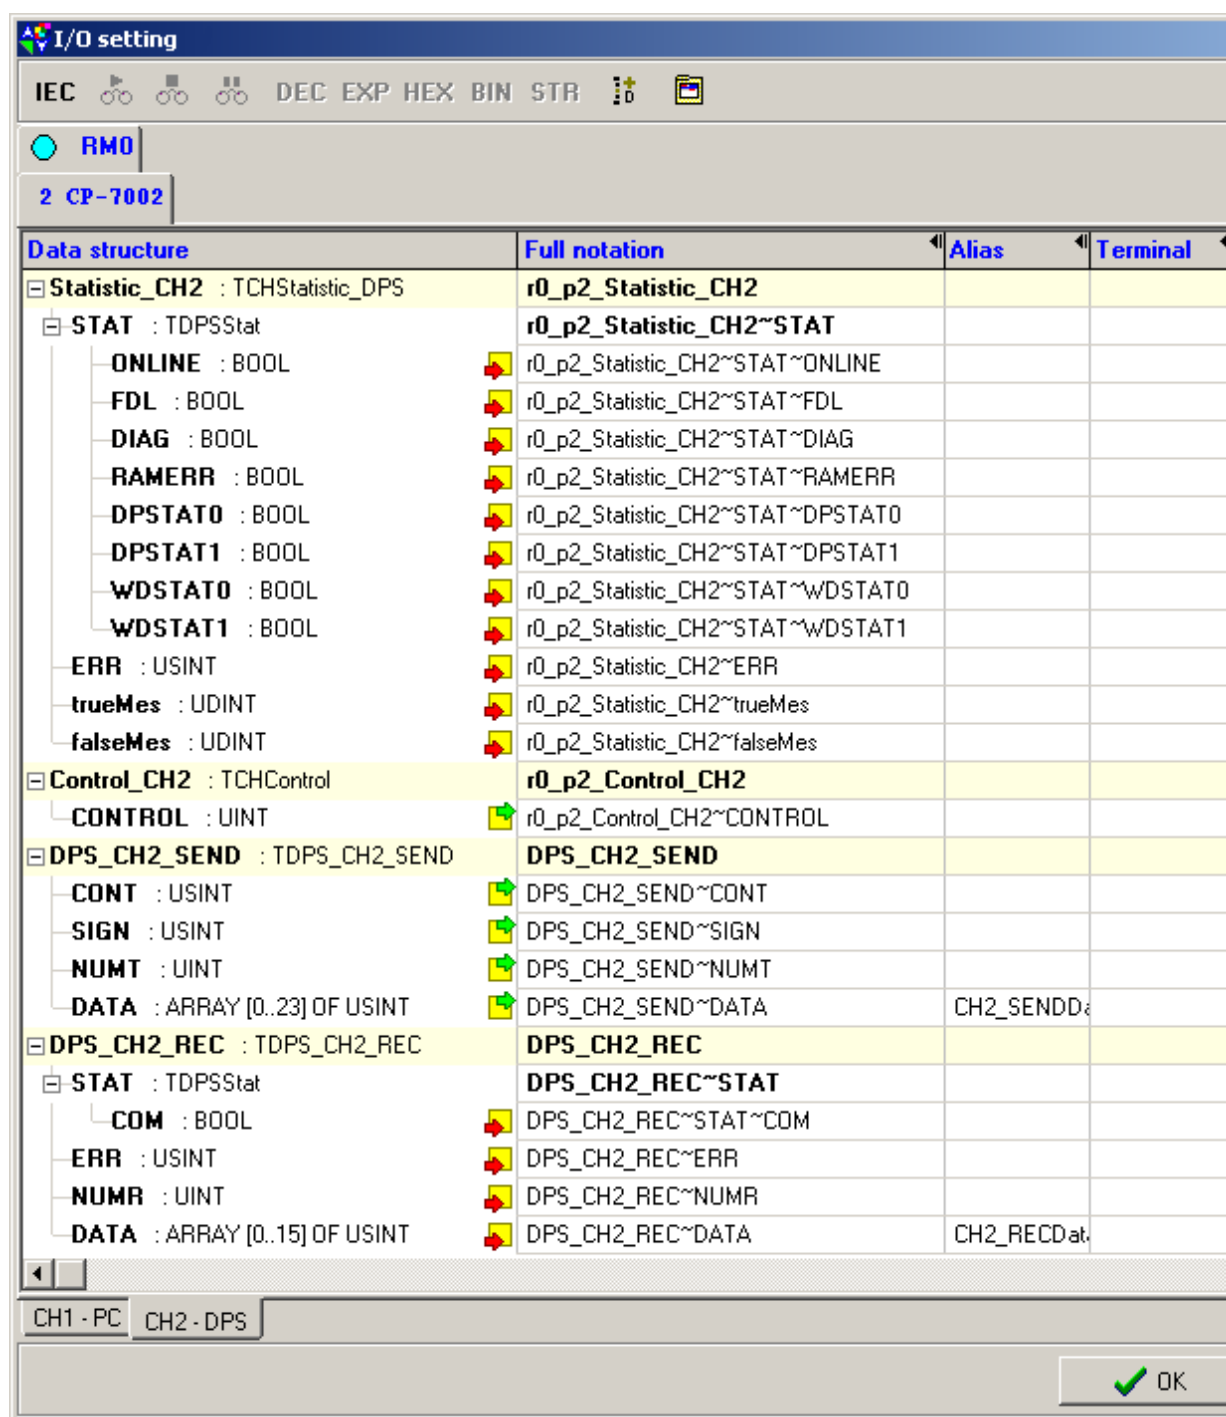 I/O setting
IEC DEC EXP HEX BIN STR D
RM0
2 CP-7002
Data structure Full notation Alias Terminal
Statistic_CH2 : TCHStatistic_DPS r0_p2_Statistic_CH2
STAT : TDPSStat r0_p2_Statistic_CH2~STAT
ONLINE : BOOL r0_p2_Statistic_CH2~STAT~ONLINE
FDL : BOOL r0_p2_Statistic_CH2~STAT~FDL
DIAG : BOOL r0_p2_Statistic_CH2~STAT~DIAG
RAMERR : BOOL r0_p2_Statistic_CH2~STAT~RAMERR
DPSTAT0 : BOOL r0_p2_Statistic_CH2~STAT~DPSTAT0
DPSTAT1 : BOOL r0_p2_Statistic_CH2~STAT~DPSTAT1
WDSTAT0 : BOOL r0_p2_Statistic_CH2~STAT~WDSTAT0
WDSTAT1 : BOOL r0_p2_Statistic_CH2~STAT~WDSTAT1
ERR : USINT r0_p2_Statistic_CH2~ERR
trueMes : UDINT r0_p2_Statistic_CH2~trueMes
falseMes : UDINT r0_p2_Statistic_CH2~falseMes
Control_CH2 : TCHControl r0_p2_Control_CH2
CONTROL : UINT r0_p2_Control_CH2~CONTROL
DPS_CH2_SEND : TDPS_CH2_SEND DPS_CH2_SEND
CONT : USINT DPS_CH2_SEND~CONT
SIGN : USINT DPS_CH2_SEND~SIGN
NUMT : UINT DPS_CH2_SEND~NUMT
DATA : ARRAY [0..23] OF USINT DPS_CH2_SEND~DATA CH2_SENDDa
DPS_CH2_REC : TDPS_CH2_REC DPS_CH2_REC
STAT : TDPSStat DPS_CH2_REC~STAT
COM : BOOL DPS_CH2_REC~STAT~COM
ERR : USINT DPS_CH2_REC~ERR
NUMR : UINT DPS_CH2_REC~NUMR
DATA : ARRAY [0..15] OF USINT DPS_CH2_REC~DATA CH2_RECData
CH1 - PC CH2 - DPS
OK